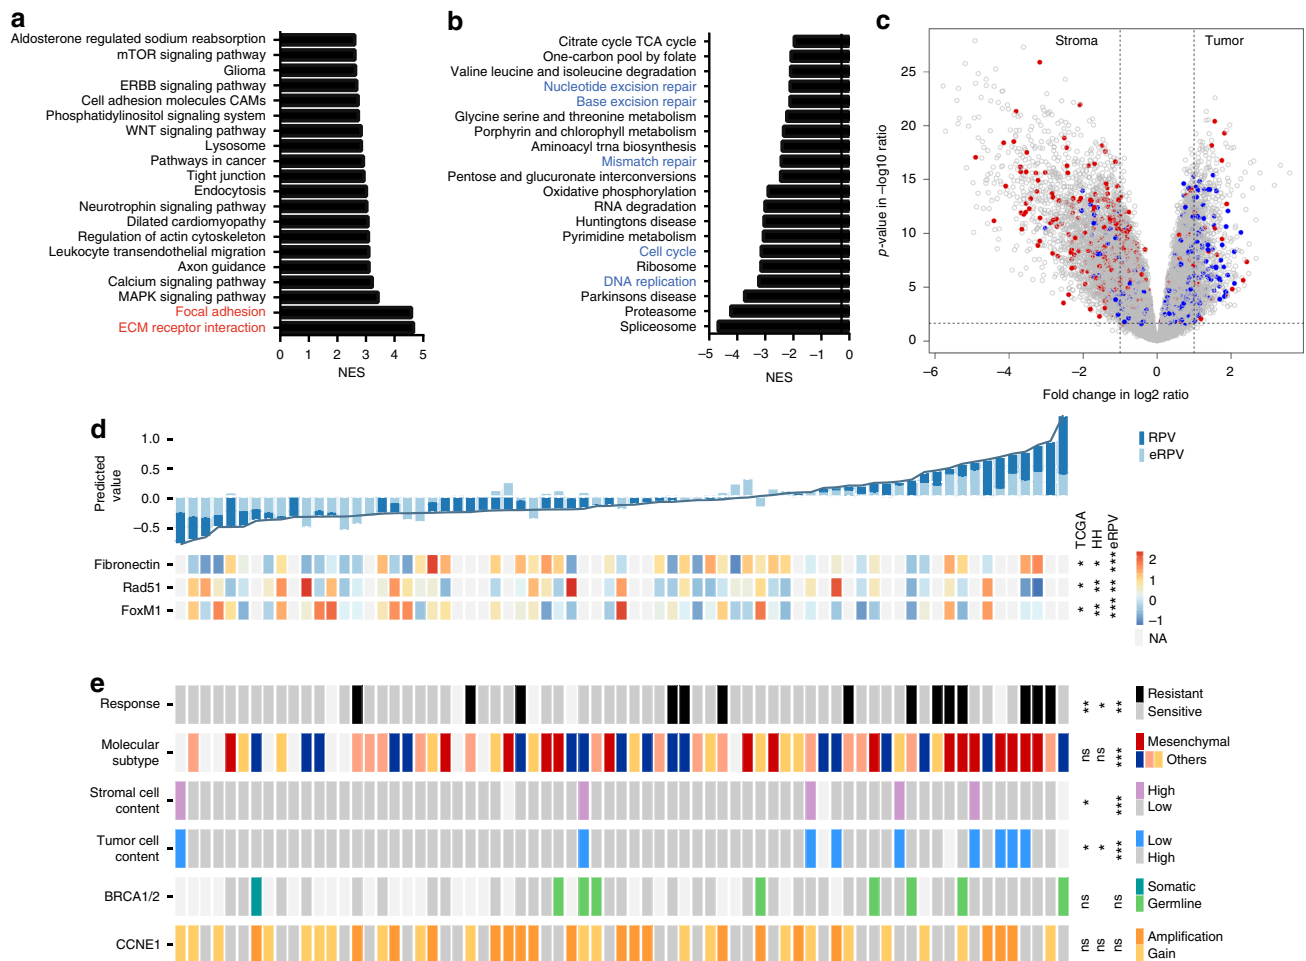 a
Aldosterone regulated sodium reabsorption
mTOR signaling pathway
Glioma
ERBB signaling pathway
Cell adhesion molecules CAMs
Phosphatidylinositol signaling system
WNT signaling pathway
Lysosome
Pathways in cancer
Tight junction
Endocytosis
Neurotrophin signaling pathway
Dilated cardiomyopathy
Regulation of actin cytoskeleton
Leukocyte transendothelial migration
Axon guidance
Calcium signaling pathway
MAPK signaling pathway
Focal adhesion
ECM receptor interaction
0 1 2 3 4 5
NES
b
Citrate cycle TCA cycle
One-carbon pool by folate
Valine leucine and isoleucine degradation
Nucleotide excision repair
Base excision repair
Glycine serine and threonine metabolism
Porphyrin and chlorophyll metabolism
Aminoacyl trna biosynthesis
Mismatch repair
Pentose and glucuronate interconversions
Oxidative phosphorylation
RNA degradation
Huntingtons disease
Pyrimidine metabolism
Cell cycle
Ribosome
DNA replication
Parkinsons disease
Proteasome
Spliceosome
−5 −4 −3 −2 −1 0
NES
c
Stroma Tumor
p-value in −log10 ratio
25
20
15
10
5
0
−6 −4 −2 0 2
Fold change in log2 ratio
d
Predicted
value
1.0
0.5
0.0
−0.5
RPV
eRPV
TCGA
HH
eRPV
Fibronectin * * ***
Rad51 * ** ***
FoxM1 * ** ***
2
1
0
−1
NA
e
Response ** * **
Resistant
Sensitive
Molecular
subtype
ns ns ***
Mesenchymal
Others
Stromal cell
content
* ***
High
Low
Tumor cell
content
* * ***
Low
High
BRCA1/2 ns ns
Somatic
Germline
CCNE1 ns ns ns
Amplification
Gain